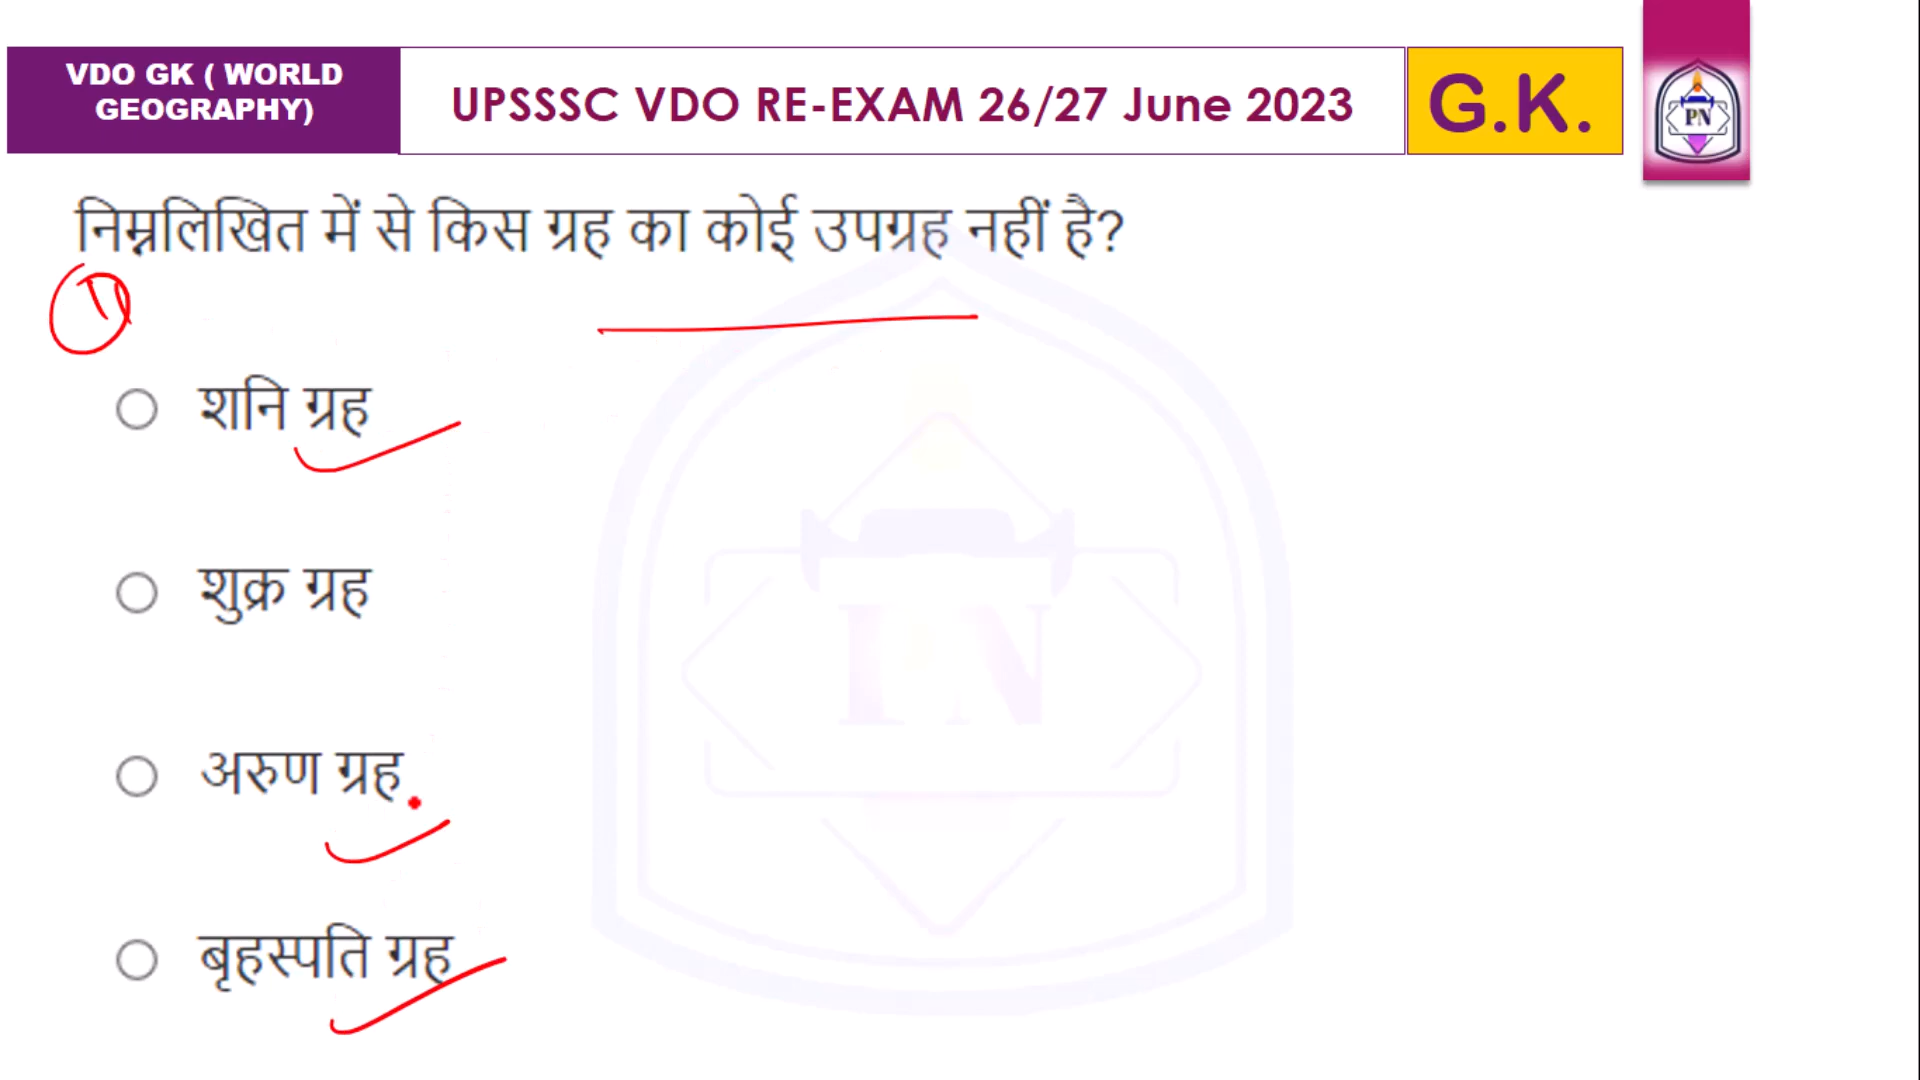 VDO GK ( WORLD
GEOGRAPHY)
UPSSSC VDO RE-EXAM 26/27 June 2023
G.K.
PN
निम्नलिखित में से किस ग्रह का कोई उपग्रह नहीं है?
शनि ग्रह
शुक्र ग्रह
PN
अरुण ग्रह
बृहस्पति ग्रह